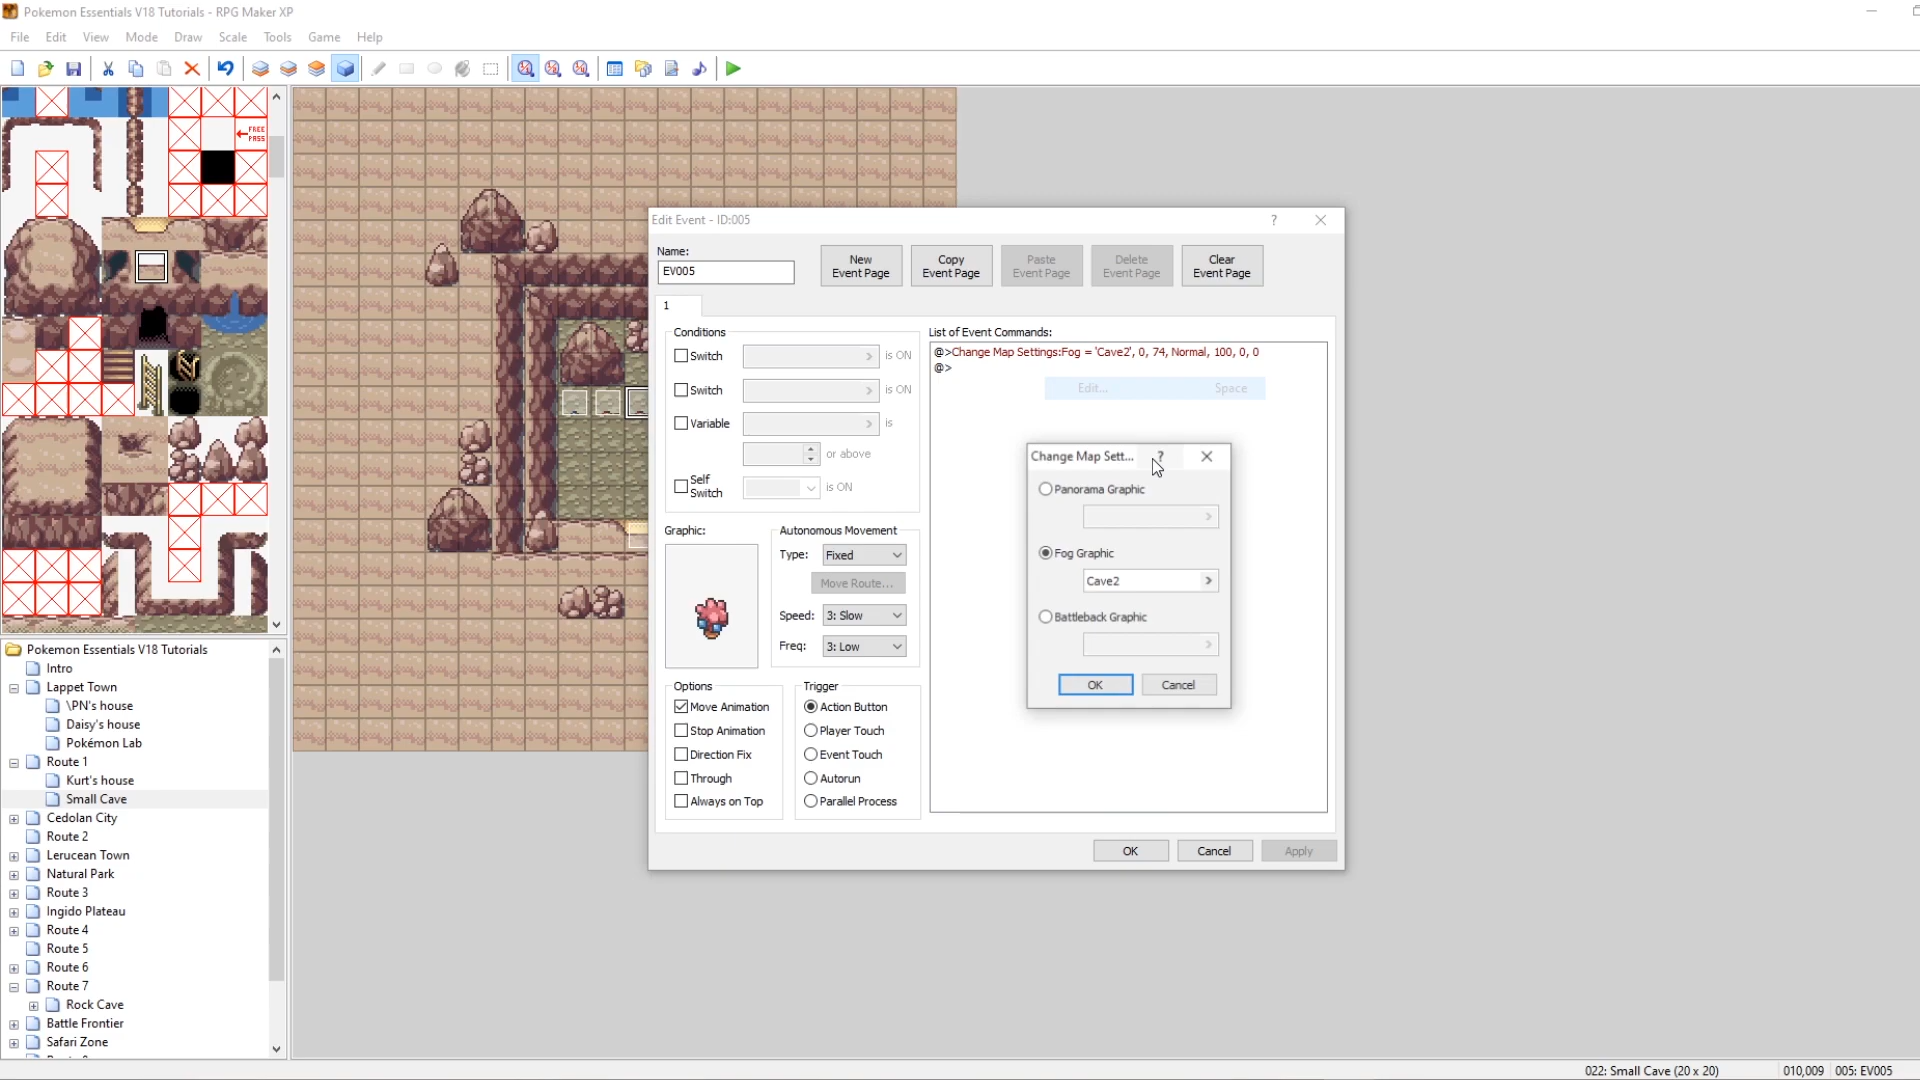 Pokemon Essentials V18 Tutorials - RPG Maker XP
File Edit View Mode Draw Scale Tools Game Help
FREE
PASS
Edit Event - ID:005
?
Name:
EV005
New
Event Page
Copy
Event Page
Paste
Event Page
Delete
Event Page
Clear
Event Page
1
Conditions
Switch is ON
Switch is ON
Variable is
or above
Self
Switch is ON
Graphic:
Autonomous Movement
Type: Fixed
Move Route...
Speed: 3: Slow
Freq: 3: Low
Options
Move Animation
Stop Animation
Direction Fix
Through
Always on Top
Trigger
Action Button
Player Touch
Event Touch
Autorun
Parallel Process
List of Event Commands:
@>Change Map Settings:Fog = 'Cave2', 0, 74, Normal, 100, 0, 0
@>
Edit... Space
Change Map Sett... ?
Panorama Graphic
Fog Graphic
Cave2
Battleback Graphic
OK Cancel
OK Cancel Apply
Pokemon Essentials V18 Tutorials
Intro
Lappet Town
\PN's house
Daisy's house
Pokémon Lab
Route 1
Kurt's house
Small Cave
Cedolan City
Route 2
Lerucean Town
Natural Park
Route 3
Ingido Plateau
Route 4
Route 5
Route 6
Route 7
Rock Cave
Battle Frontier
Safari Zone
022: Small Cave (20 x 20) 010,009 005: EV005